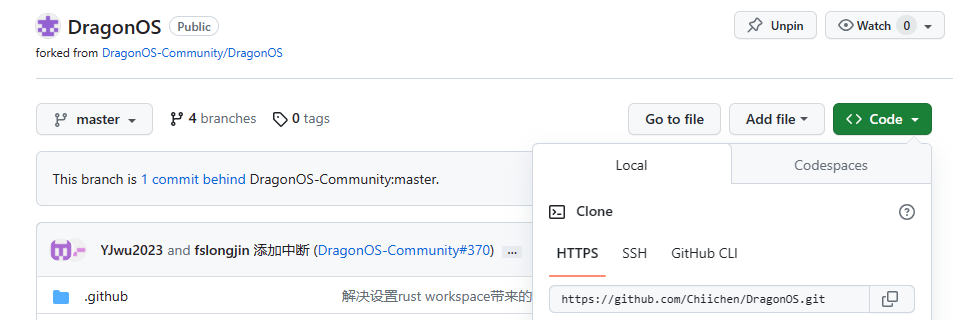 DragonOS Public Unpin Watch 0
forked from DragonOS-Community/DragonOS
master 4 branches 0 tags Go to file Add file Code
Local Codespaces
This branch is 1 commit behind DragonOS-Community:master.
Clone
YJwu2023 and fslongjin 添加中断 (DragonOS-Community#370) ...
HTTPS SSH GitHub CLI
.github 解决设置rust workspace带来的
https://github.com/Chiichen/DragonOS.git